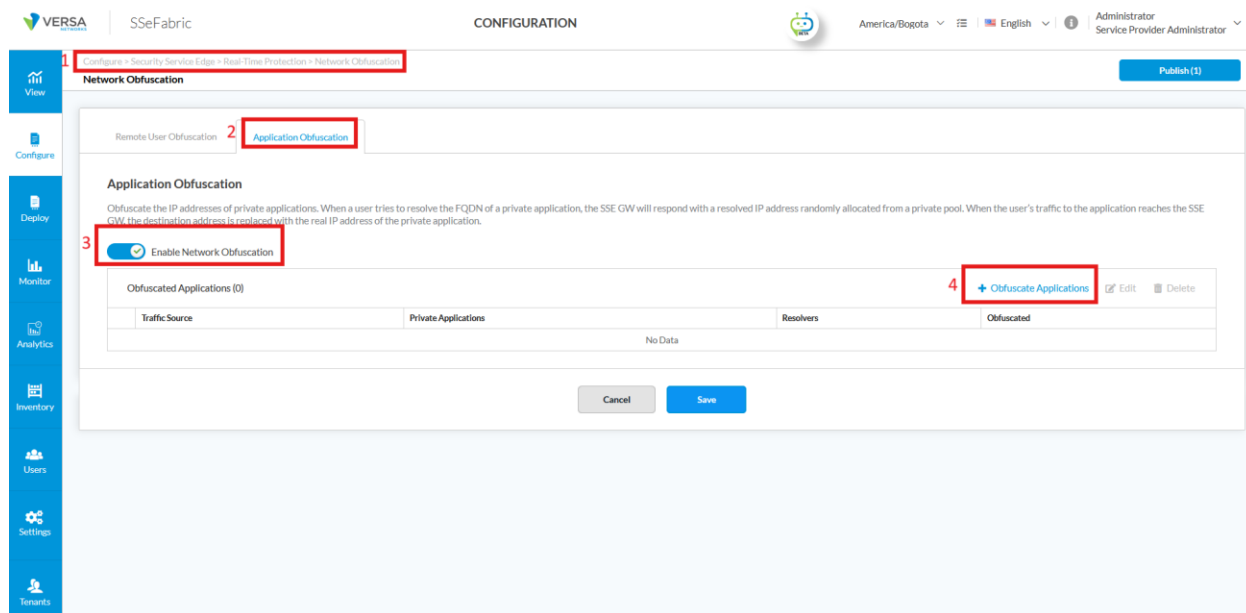 VERSA
NETWORKS
SSeFabric
CONFIGURATION
BETA
America/Bogota
English
Administrator
Service Provider Administrator
1
Configure > Security Service Edge > Real-Time Protection > Network Obfuscation
Network Obfuscation
Publish (1)
View
Configure
Deploy
Monitor
Analytics
Inventory
Users
Settings
Tenants
Remote User Obfuscation
2
Application Obfuscation
Application Obfuscation
Obfuscate the IP addresses of private applications. When a user tries to resolve the FQDN of a private application, the SSE GW will respond with a resolved IP address randomly allocated from a private pool. When the user's traffic to the application reaches the SSE
GW, the destination address is replaced with the real IP address of the private application.
3
Enable Network Obfuscation
Obfuscated Applications (0)
4
+ Obfuscate Applications
Edit
Delete
Traffic Source
Private Applications
Resolvers
Obfuscated
No Data
Cancel
Save